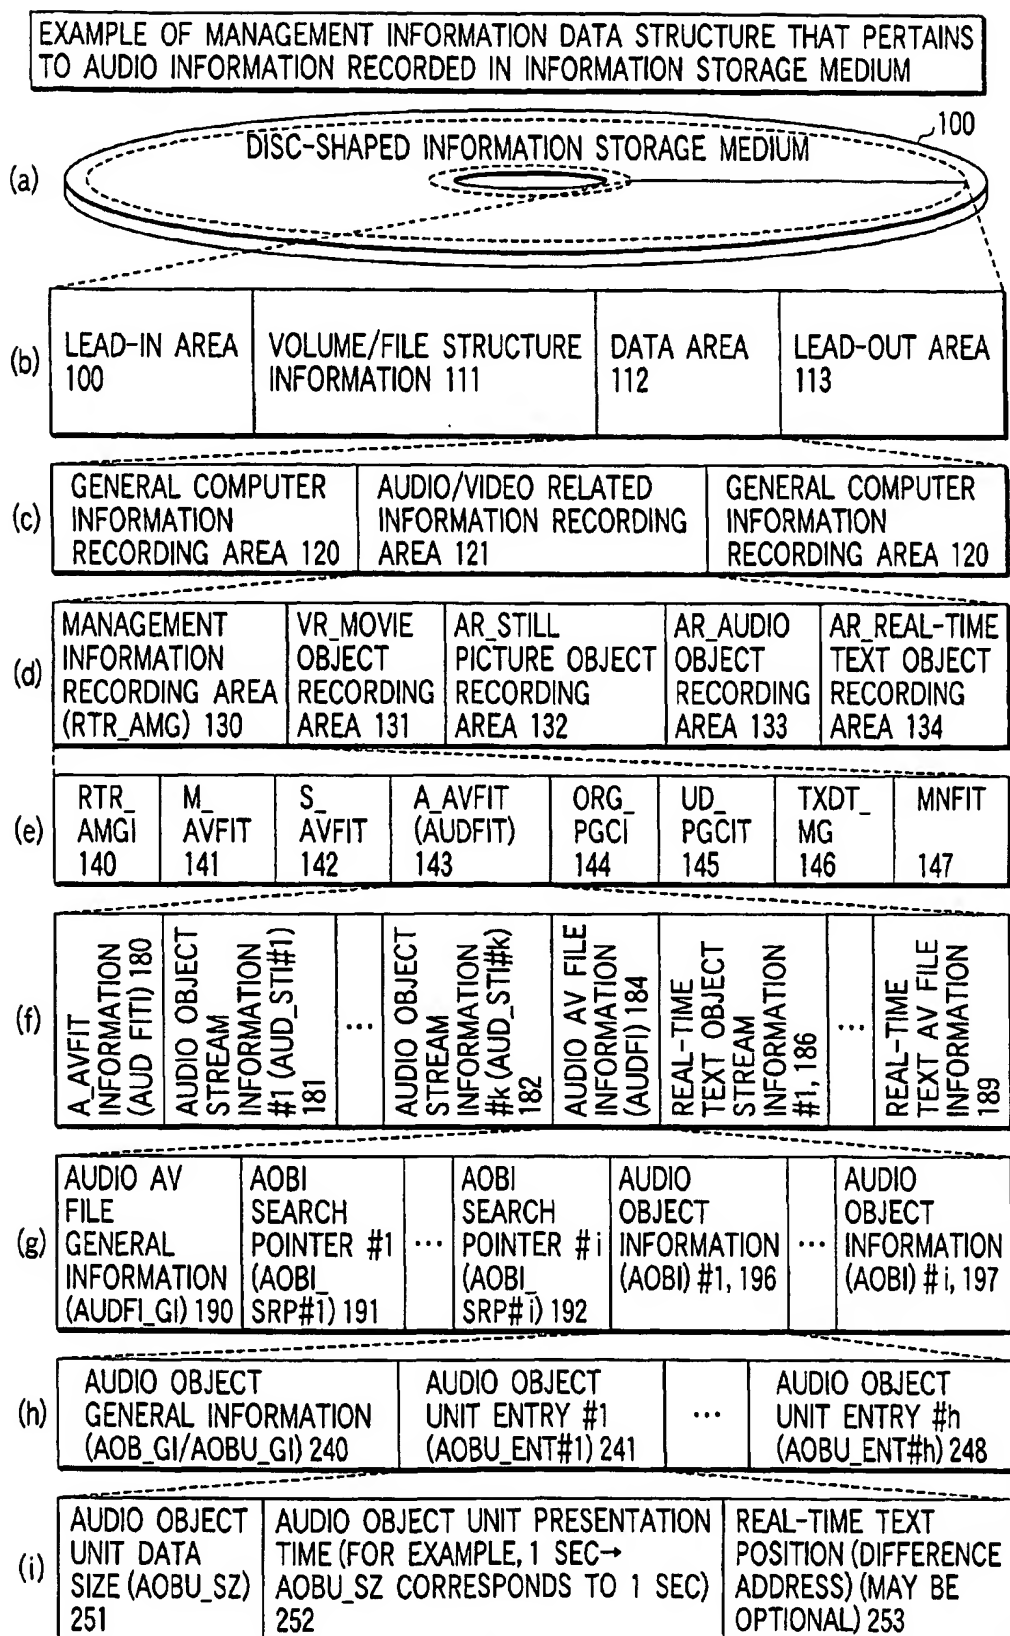 EXAMPLE OF MANAGEMENT INFORMATION DATA STRUCTURE THAT PERTAINS
TO AUDIO INFORMATION RECORDED IN INFORMATION STORAGE MEDIUM
100
DISC-SHAPED INFORMATION STORAGE MEDIUM
(a)
(b)
LEAD-IN AREA
100
VOLUME/FILE STRUCTURE
INFORMATION 111
DATA AREA
112
LEAD-OUT AREA
113
(c)
GENERAL COMPUTER
INFORMATION
RECORDING AREA 120
AUDIO/VIDEO RELATED
INFORMATION RECORDING
AREA 121
GENERAL COMPUTER
INFORMATION
RECORDING AREA 120
(d)
MANAGEMENT
INFORMATION
RECORDING AREA
(RTR_AMG) 130
VR_MOVIE
OBJECT
RECORDING
AREA 131
AR_STILL
PICTURE OBJECT
RECORDING
AREA 132
AR_AUDIO
OBJECT
RECORDING
AREA 133
AR_REAL-TIME
TEXT OBJECT
RECORDING
AREA 134
(e)
RTR_
AMGI
140
M_
AVFIT
141
S_
AVFIT
142
A_AVFIT
(AUDFIT)
143
ORG_
PGCI
144
UD_
PGCIT
145
TXDT_
MG
146
MNFIT
147
(f)
A_AVFIT
INFORMATION
(AUD FITI) 180
AUDIO OBJECT
STREAM
INFORMATION
#1 (AUD_STI#1)
181
...
AUDIO OBJECT
STREAM
INFORMATION
#k (AUD_STI#k)
182
AUDIO AV FILE
INFORMATION
(AUDFI) 184
REAL-TIME
TEXT OBJECT
STREAM
INFORMATION
#1, 186
...
REAL-TIME
TEXT AV FILE
INFORMATION
189
(g)
AUDIO AV
FILE
GENERAL
INFORMATION
(AUDFI_GI) 190
AOBI
SEARCH
POINTER #1
(AOBI_
SRP#1) 191
...
AOBI
SEARCH
POINTER #i
(AOBI_
SRP#i) 192
AUDIO
OBJECT
INFORMATION
(AOBI) #1, 196
...
AUDIO
OBJECT
INFORMATION
(AOBI) #i, 197
(h)
AUDIO OBJECT
GENERAL INFORMATION
(AOB_GI/AOBU_GI) 240
AUDIO OBJECT
UNIT ENTRY #1
(AOBU_ENT#1) 241
...
AUDIO OBJECT
UNIT ENTRY #h
(AOBU_ENT#h) 248
(i)
AUDIO OBJECT
UNIT DATA
SIZE (AOBU_SZ)
251
AUDIO OBJECT UNIT PRESENTATION
TIME (FOR EXAMPLE, 1 SEC→
AOBU_SZ CORRESPONDS TO 1 SEC)
252
REAL-TIME TEXT
POSITION (DIFFERENCE
ADDRESS) (MAY BE
OPTIONAL) 253